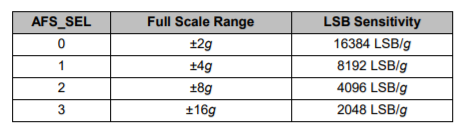 AFS_SEL Full Scale Range LSB Sensitivity
0 ±2g 16384 LSB/g
1 ±4g 8192 LSB/g
2 ±8g 4096 LSB/g
3 ±16g 2048 LSB/g